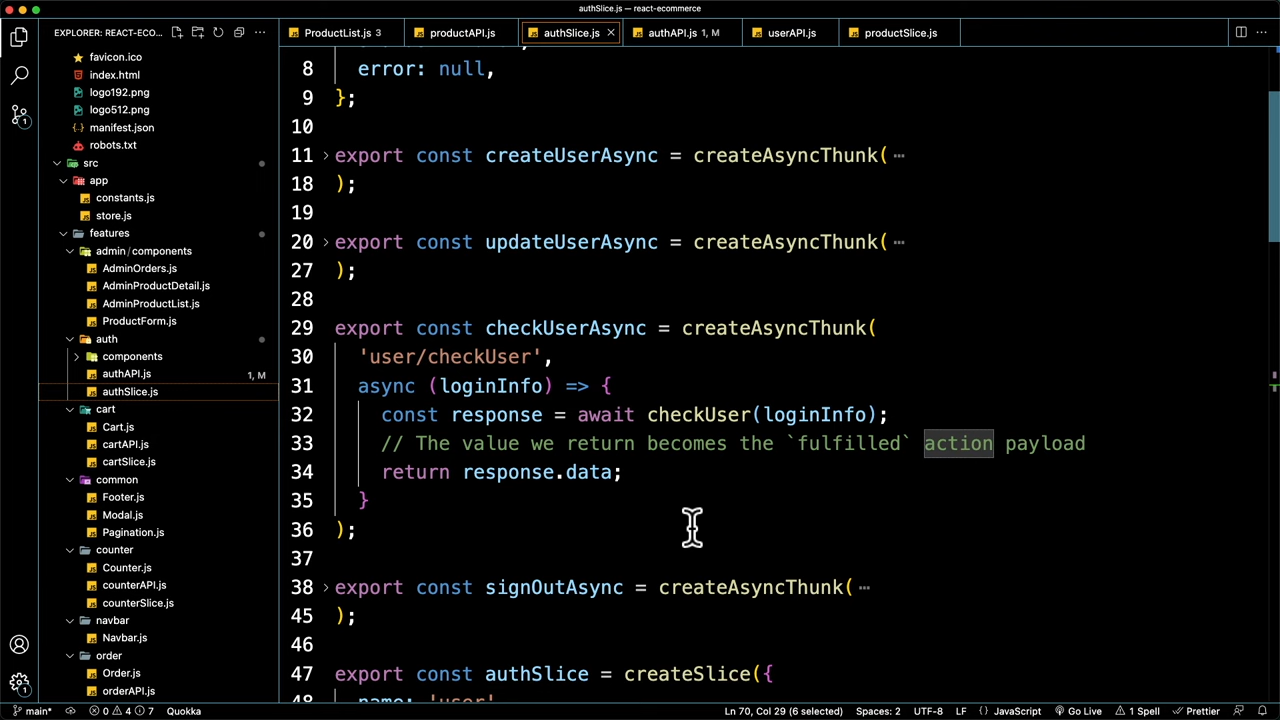 authSlice.js — react-ecommerce
EXPLORER: REACT-ECO...
ProductList.js 3
productAPI.js
authSlice.js
authAPI.js 1, M
userAPI.js
productSlice.js
favicon.ico
index.html
logo192.png
logo512.png
manifest.json
robots.txt
src
app
constants.js
store.js
features
admin / components
AdminOrders.js
AdminProductDetail.js
AdminProductList.js
ProductForm.js
auth
components
authAPI.js 1, M
authSlice.js
cart
Cart.js
cartAPI.js
cartSlice.js
common
Footer.js
Modal.js
Pagination.js
counter
Counter.js
counterAPI.js
counterSlice.js
navbar
Navbar.js
order
Order.js
orderAPI.js
8 error: null,
9 };
10
11 export const createUserAsync = createAsyncThunk( ⋯
18 );
19
20 export const updateUserAsync = createAsyncThunk( ⋯
27 );
28
29 export const checkUserAsync = createAsyncThunk(
30 'user/checkUser',
31 async (loginInfo) => {
32 const response = await checkUser(loginInfo);
33 // The value we return becomes the `fulfilled` action payload
34 return response.data;
35 }
36 );
37
38 export const signOutAsync = createAsyncThunk( ⋯
45 );
46
47 export const authSlice = createSlice({
48 name: 'user'
main* 0 4 7 Quokka Ln 70, Col 29 (6 selected) Spaces: 2 UTF-8 LF {} JavaScript Go Live 1 Spell Prettier